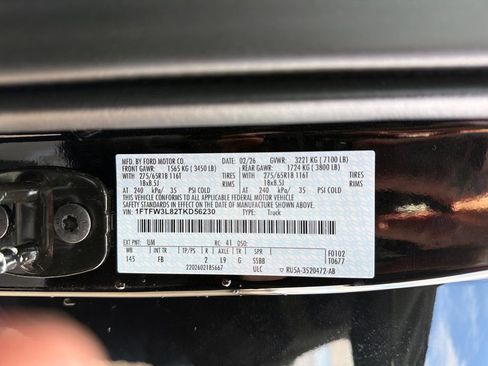 MFD. BY FORD MOTOR CO. 02/26 GVWR: 3221 KG ( 7100 LB)
FRONT GAWR: 1565 KG ( 3450 LB) REAR GAWR: 1724 KG ( 3800 LB)
WITH 275/65R18 116T TIRES WITH 275/65R18 116T TIRES
18x8.5J RIMS 18x8.5J RIMS
AT 240 kPa/ 35 PSI COLD AT 240 kPa/ 35 PSI COLD
THIS VEHICLE CONFORMS TO ALL APPLICABLE FEDERAL MOTOR VEHICLE
SAFETY STANDARDS IN EFFECT ON THE DATE OF MANUFACTURE SHOWN ABOVE.
VIN: 1FTFW3L82TKD56230
TYPE: Truck
EXT PNT: UM RC: 41 DSO:
WB INT TR TP/PS R AXLE TR SPR F0102
145 FB 2 L9 G SSBB T0677
2202602185667 ULC ▽ RU5A-3520472-AB